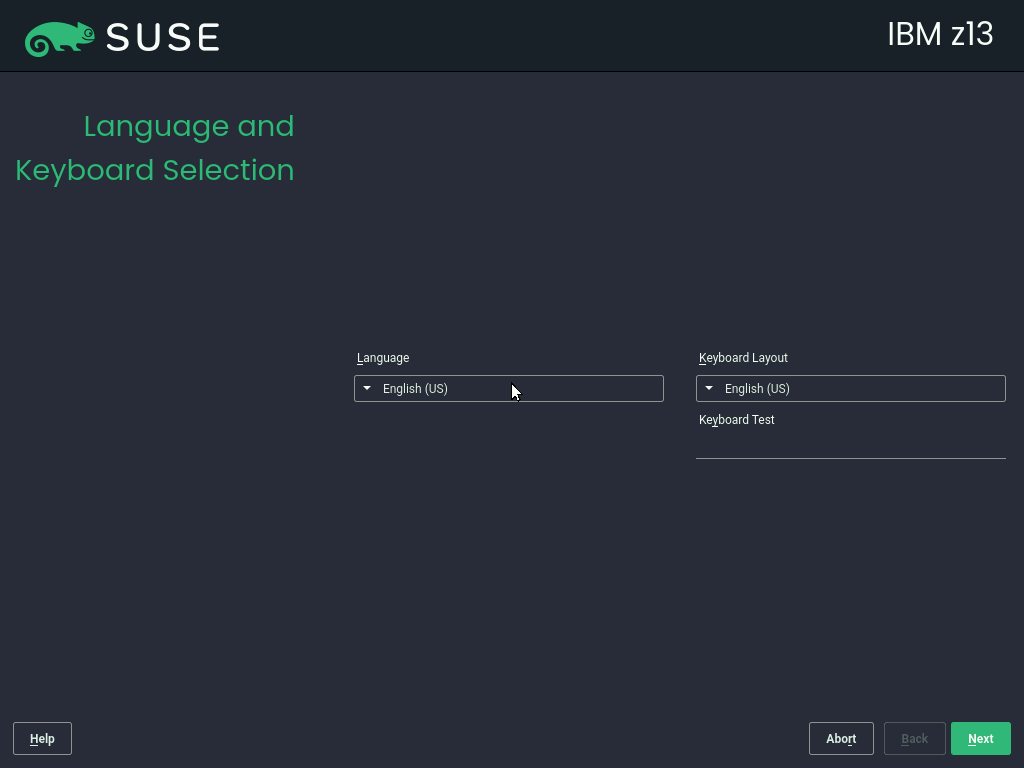 SUSE
IBM z13
Language and
Keyboard Selection
Language
Keyboard Layout
English (US)
English (US)
Keyboard Test
Help
Abort
Back
Next